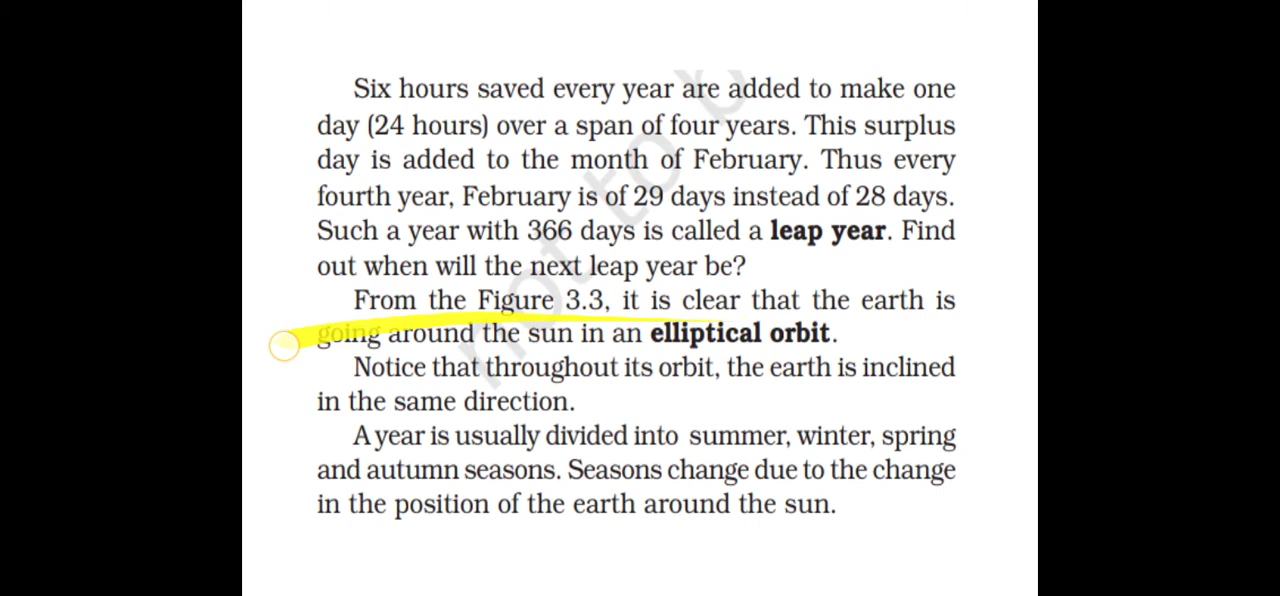 Six hours saved every year are added to make one
day (24 hours) over a span of four years. This surplus
day is added to the month of February. Thus every
fourth year, February is of 29 days instead of 28 days.
Such a year with 366 days is called a leap year. Find
out when will the next leap year be?
From the Figure 3.3, it is clear that the earth is
going around the sun in an elliptical orbit.
Notice that throughout its orbit, the earth is inclined
in the same direction.
A year is usually divided into summer, winter, spring
and autumn seasons. Seasons change due to the change
in the position of the earth around the sun.
not to b